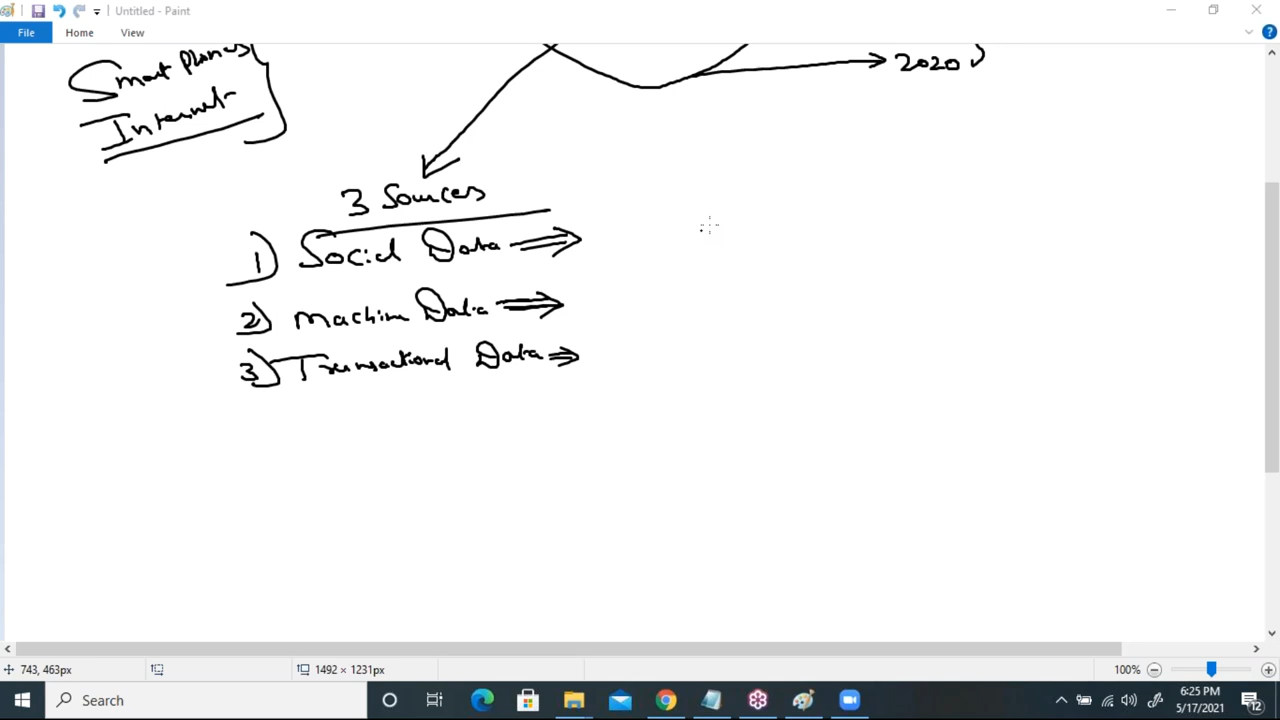 Untitled - Paint
File Home View
Smart Phones
Internet
2020
3 Sources
1) Social Data
2) Machine Data
3) Transactional Data
743, 463px
1492 × 1231px
100%
Search
6:25 PM
5/17/2021
12